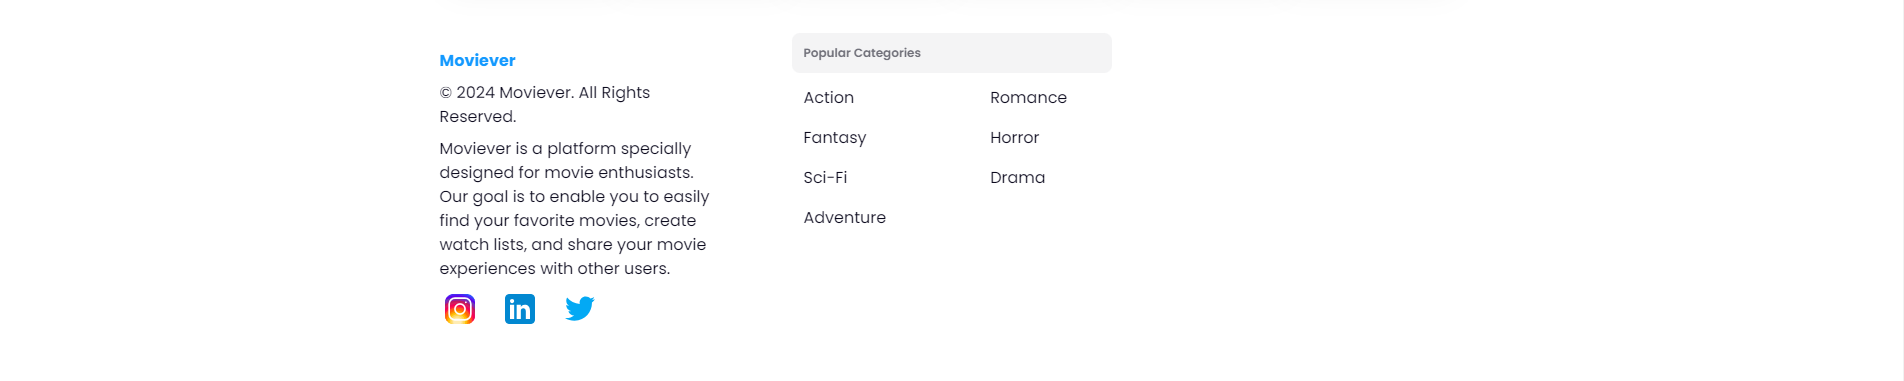 Moviever
© 2024 Moviever. All Rights
Reserved.
Moviever is a platform specially
designed for movie enthusiasts.
Our goal is to enable you to easily
find your favorite movies, create
watch lists, and share your movie
experiences with other users.
in
Popular Categories
Action Romance
Fantasy Horror
Sci-Fi Drama
Adventure